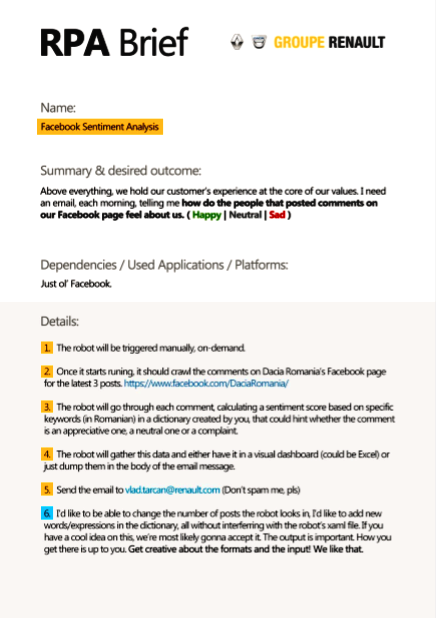 RPA Brief
GROUPE RENAULT
Name:
Facebook Sentiment Analysis
Summary & desired outcome:
Above everything, we hold our customer's experience at the core of our values. I need
an email, each morning, telling me how do the people that posted comments on
our Facebook page feel about us. ( Happy | Neutral | Sad )
Dependencies / Used Applications / Platforms:
Just ol' Facebook.
Details:
1. The robot will be triggered manually, on-demand.
2. Once it starts runing, it should crawl the comments on Dacia Romania's Facebook page
for the latest 3 posts. https://www.facebook.com/DaciaRomania/
3. The robot will go through each comment, calculating a sentiment score based on specific
keywords (in Romanian) in a dictionary created by you, that could hint whether the comment
is an appreciative one, a neutral one or a complaint.
4. The robot will gather this data and either have it in a visual dashboard (could be Excel) or
just dump them in the body of the email message.
5. Send the email to vlad.tarcan@renault.com (Don't spam me, pls)
6. I'd like to be able to change the number of posts the robot looks in, I'd like to add new
words/expressions in the dictionary, all without interferring with the robot's xaml file. If you
have a cool idea on this, we're most likely gonna accept it. The output is important. How you
get there is up to you. Get creative about the formats and the input! We like that.